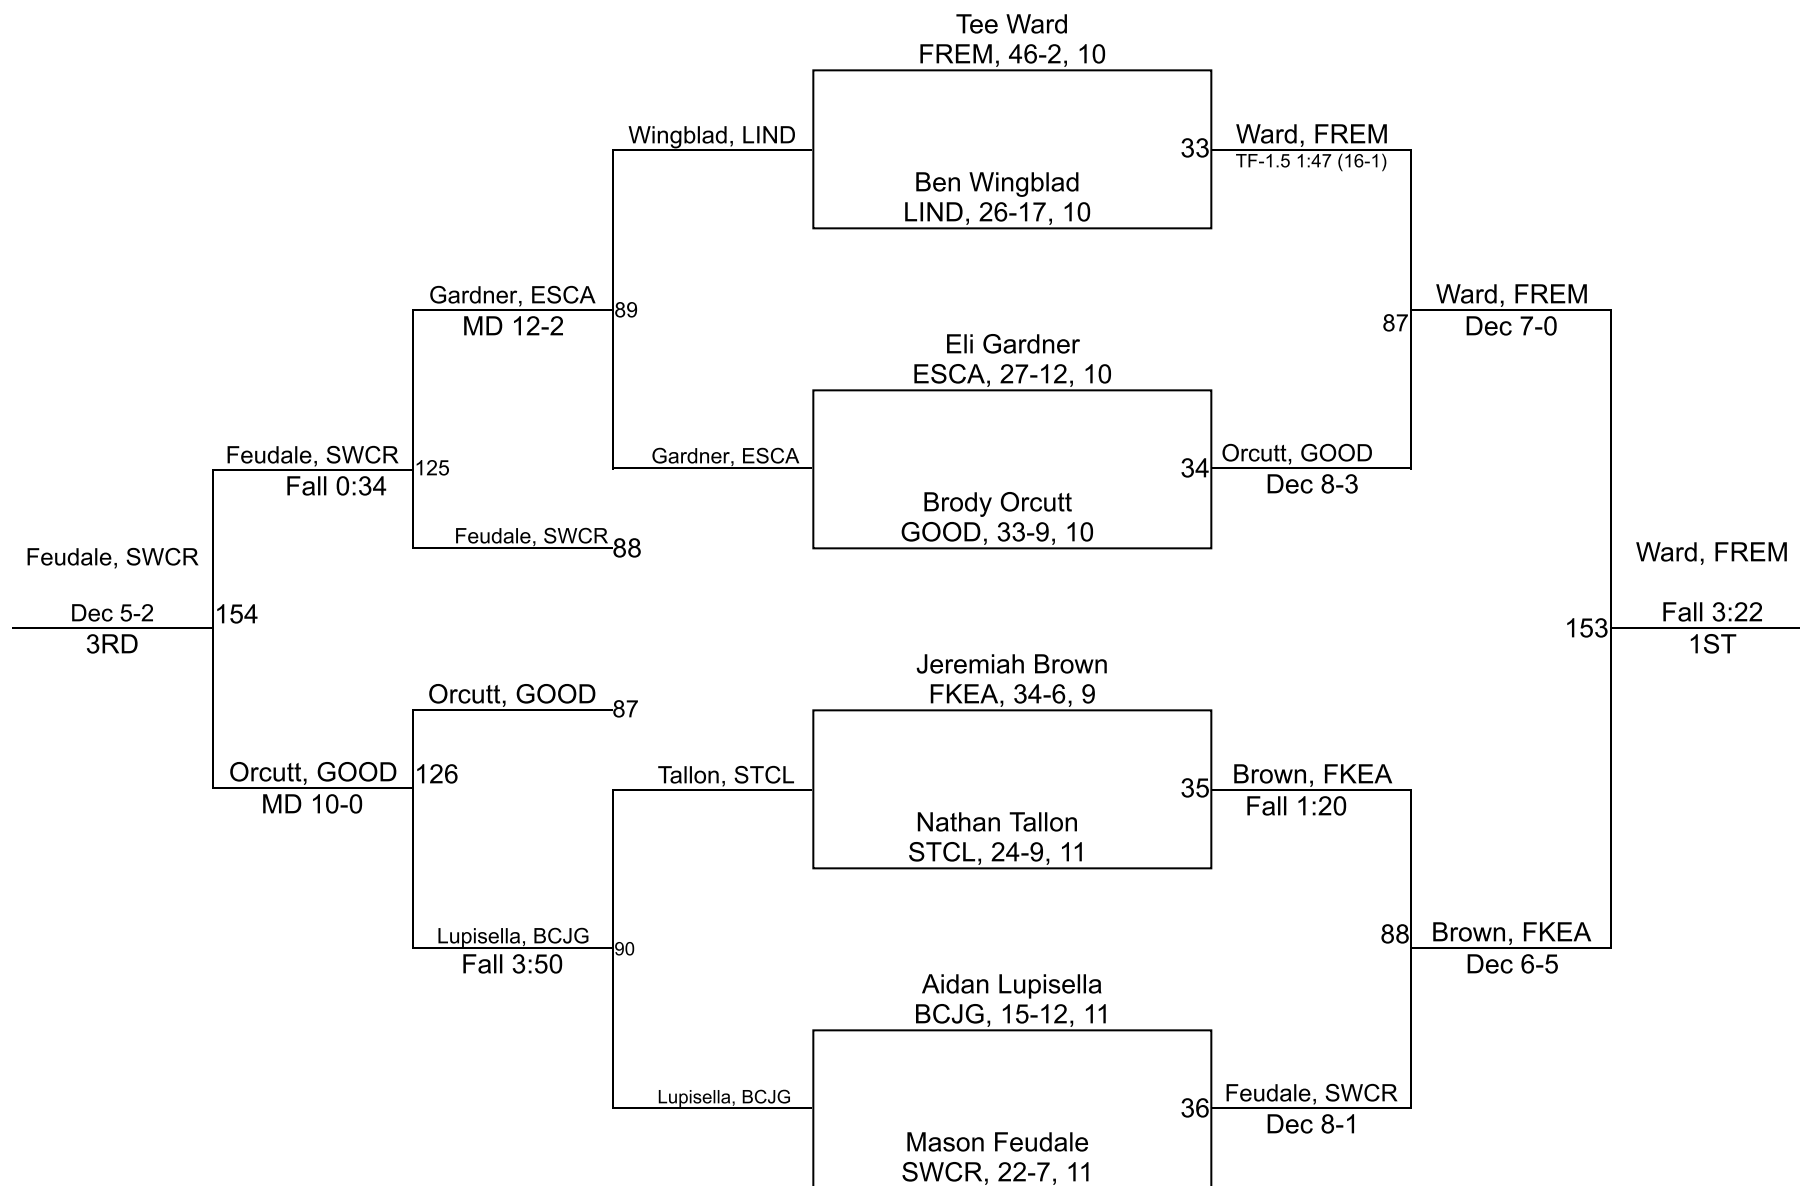 Tee Ward
FREM, 46-2, 10
Wingblad, LIND
33
Ward, FREM
TF-1.5 1:47 (16-1)
Ben Wingblad
LIND, 26-17, 10
Gardner, ESCA
MD 12-2
89
Ward, FREM
Dec 7-0
87
Eli Gardner
ESCA, 27-12, 10
Feudale, SWCR
Fall 0:34
125
Gardner, ESCA
34
Orcutt, GOOD
Dec 8-3
Brody Orcutt
GOOD, 33-9, 10
Feudale, SWCR
88
Feudale, SWCR
Dec 5-2
3RD
154
Ward, FREM
Fall 3:22
1ST
153
Jeremiah Brown
FKEA, 34-6, 9
Orcutt, GOOD
87
Orcutt, GOOD
MD 10-0
126
Tallon, STCL
35
Brown, FKEA
Fall 1:20
Nathan Tallon
STCL, 24-9, 11
Lupisella, BCJG
Fall 3:50
90
88
Brown, FKEA
Dec 6-5
Aidan Lupisella
BCJG, 15-12, 11
Lupisella, BCJG
36
Feudale, SWCR
Dec 8-1
Mason Feudale
SWCR, 22-7, 11